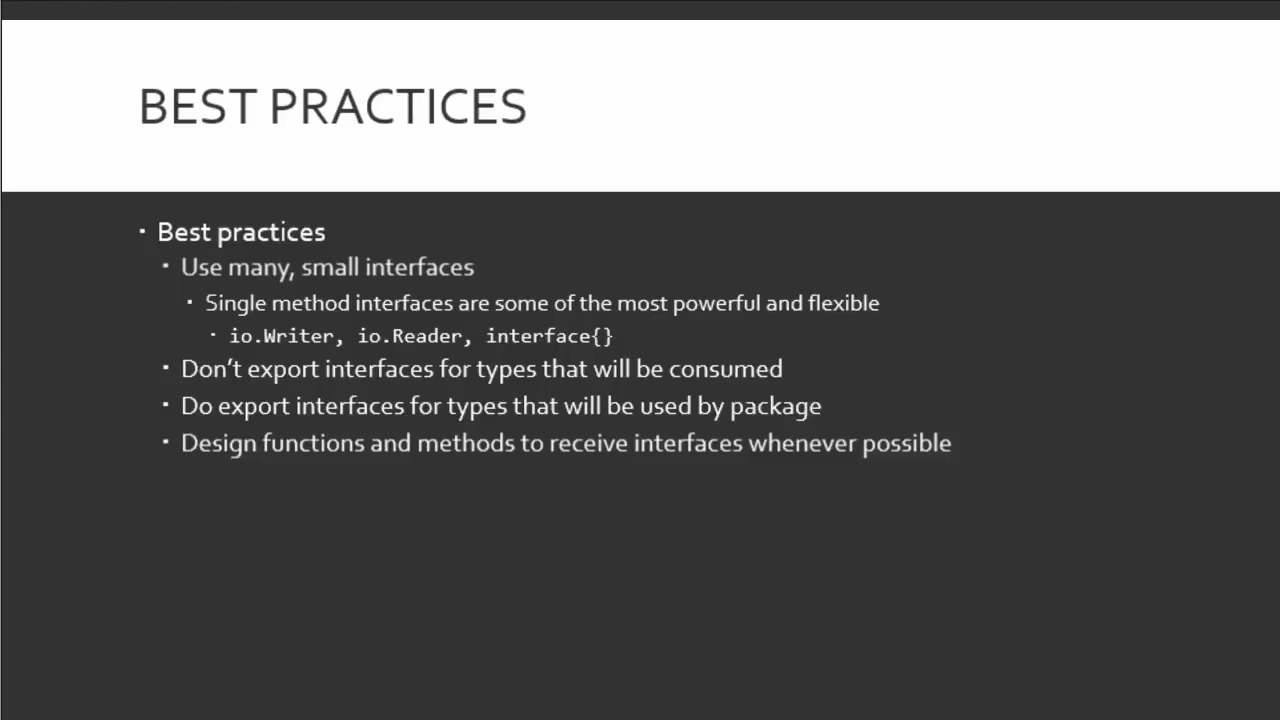 BEST PRACTICES
▪ Best practices
▪ Use many, small interfaces
▪ Single method interfaces are some of the most powerful and flexible
▪ io.Writer, io.Reader, interface{}
▪ Don’t export interfaces for types that will be consumed
▪ Do export interfaces for types that will be used by package
▪ Design functions and methods to receive interfaces whenever possible